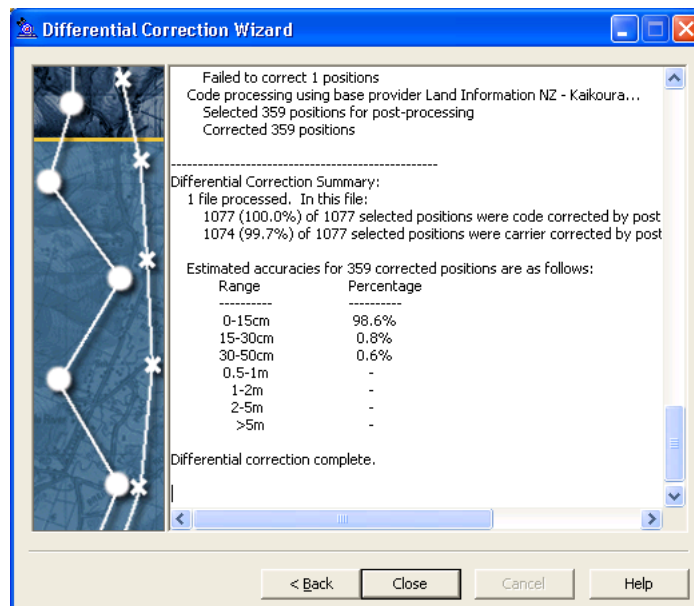 Differential Correction Wizard
Failed to correct 1 positions
Code processing using base provider Land Information NZ - Kaikoura...
Selected 359 positions for post-processing
Corrected 359 positions
-------------------------------------------------
Differential Correction Summary:
1 file processed. In this file:
1077 (100.0%) of 1077 selected positions were code corrected by post
1074 (99.7%) of 1077 selected positions were carrier corrected by post
Estimated accuracies for 359 corrected positions are as follows:
Range Percentage
---------- ----------
0-15cm 98.6%
15-30cm 0.8%
30-50cm 0.6%
0.5-1m -
1-2m -
2-5m -
>5m -
Differential correction complete.
< Back Close Cancel Help